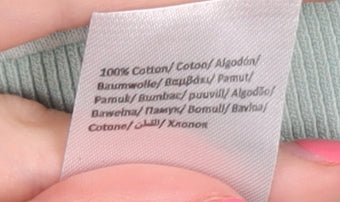 100% Cotton/ Coton/ Algodón/
Baumwolle/ Βαμβάκι/ Pamut/
Pamuk/ Bumbac/ puuvill/ Algodão/
Bawełna/ Памук/ Bomull/ Bavlna/
Cotone/ القطن/ Хлопок